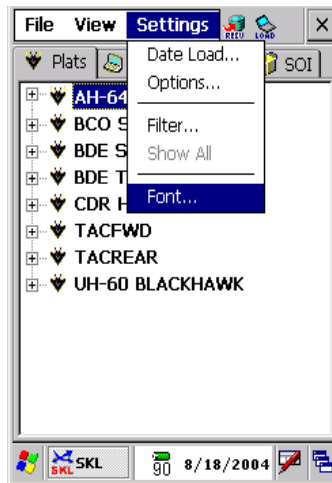 File View Settings RECV LOAD X
Plats SOI
Date Load...
Options...
Filter...
Show All
Font...
AH-64
BCO S
BDE S
BDE T
CDR H
TACFWD
TACREAR
UH-60 BLACKHAWK
SKL SKL 90 8/18/2004